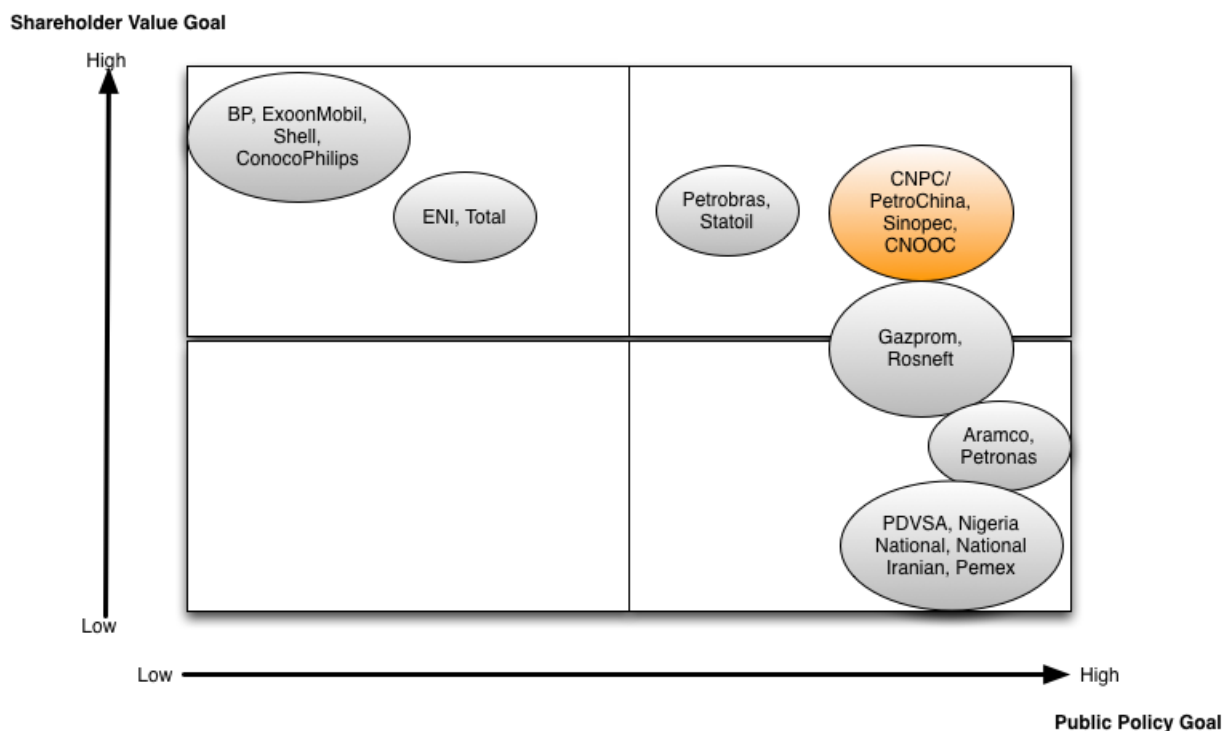 Shareholder Value Goal
High
BP, ExoonMobil,
Shell,
ConocoPhilips
ENI, Total
Petrobras,
Statoil
CNPC/
PetroChina,
Sinopec,
CNOOC
Gazprom,
Rosneft
Aramco,
Petronas
PDVSA, Nigeria
National, National
Iranian, Pemex
Low
Low
High
Public Policy Goal